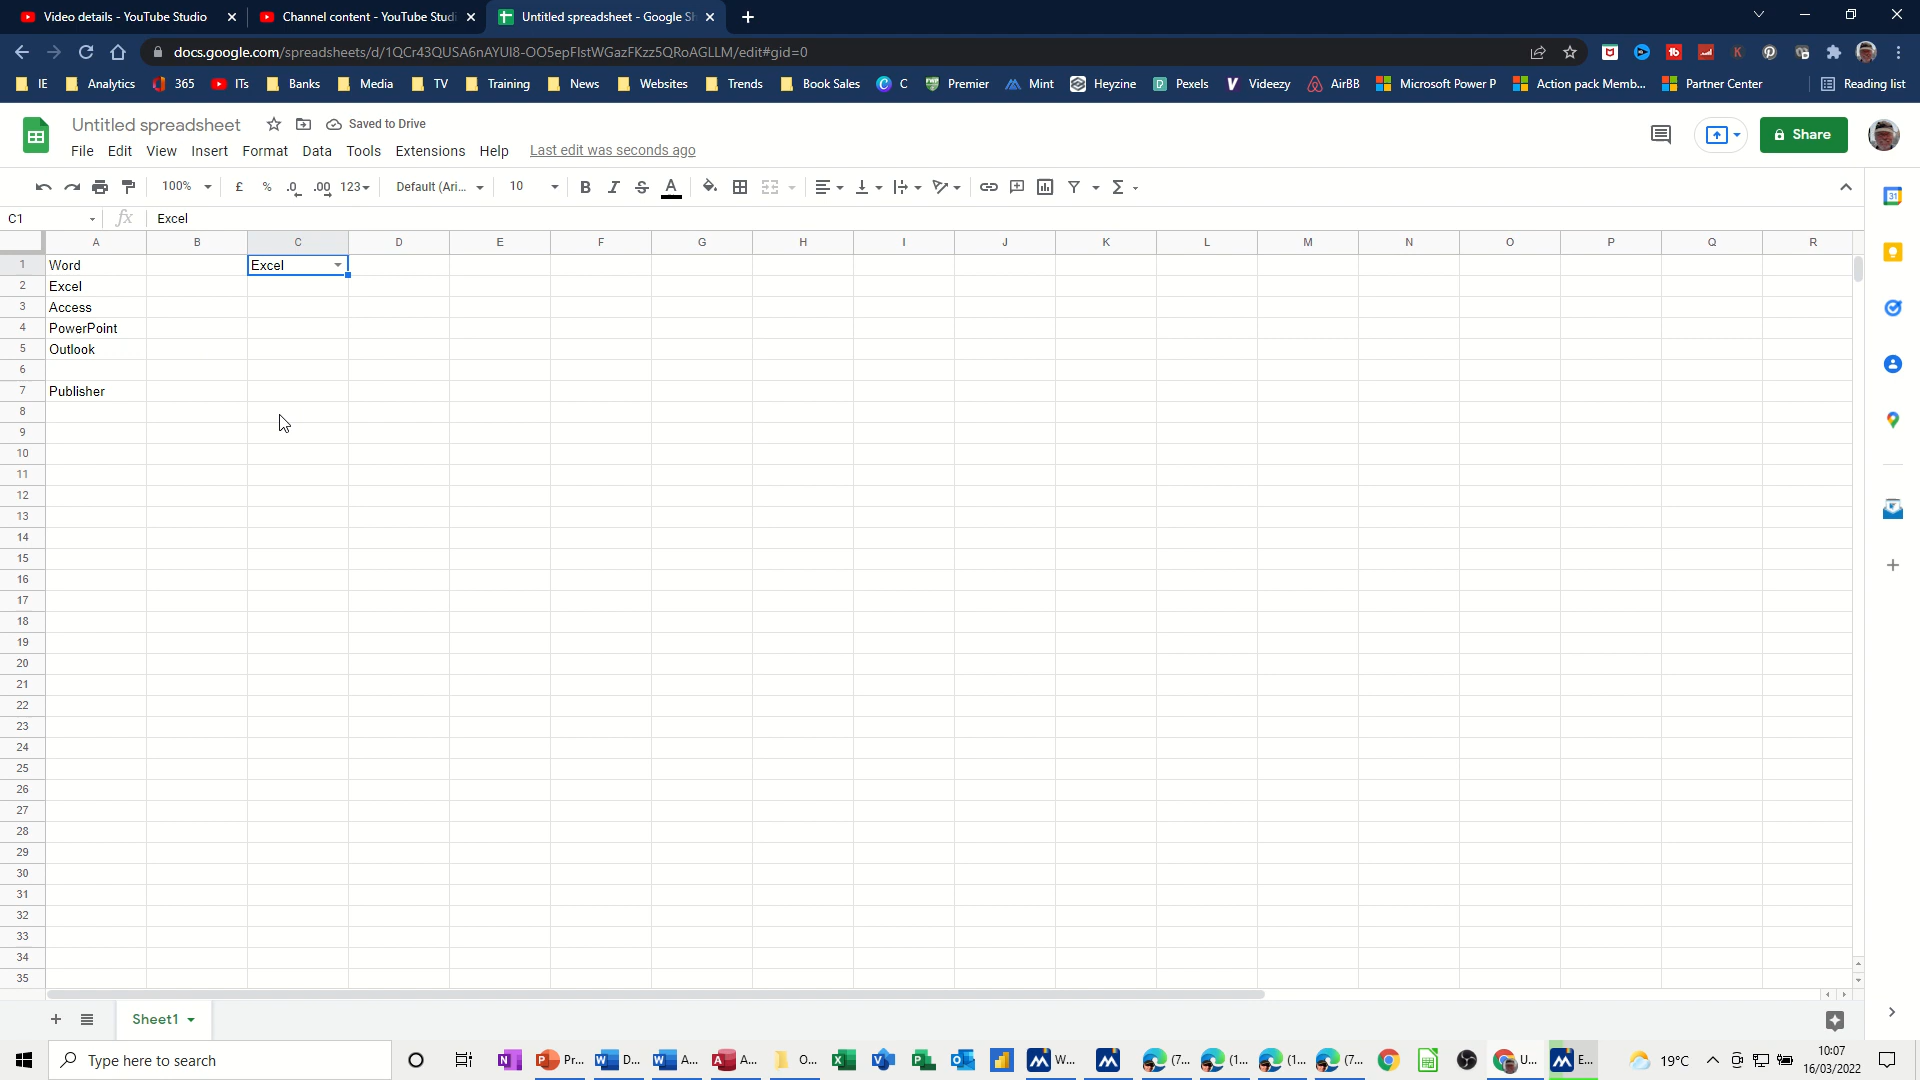 Video details - YouTube Studio
Channel content - YouTube Studi
Untitled spreadsheet - Google Sh
docs.google.com/spreadsheets/d/1QCr43QUSA6nAYUI8-OO5epFlstWGazFKzz5QRoAGLLM/edit#gid=0
IE Analytics 365 ITs Banks Media TV Training News Websites Trends Book Sales C Premier Mint Heyzine Pexels Videezy AirBB Microsoft Power P Action pack Memb... Partner Center Reading list
Untitled spreadsheet Saved to Drive
Share
File Edit View Insert Format Data Tools Extensions Help Last edit was seconds ago
100% £ % .0 .00 123 Default (Ari... 10 B I S A
C1 fx Excel
A B C D E F G H I J K L M N O P Q R
1 Word Excel
2 Excel
3 Access
4 PowerPoint
5 Outlook
6
7 Publisher
8
9
10
11
12
13
14
15
16
17
18
19
20
21
22
23
24
25
26
27
28
29
30
31
32
33
34
35
Sheet1
Type here to search
Pr... D... A... A... O... W... (7... (1... (1... (7... U... E...
19°C
10:07
16/03/2022